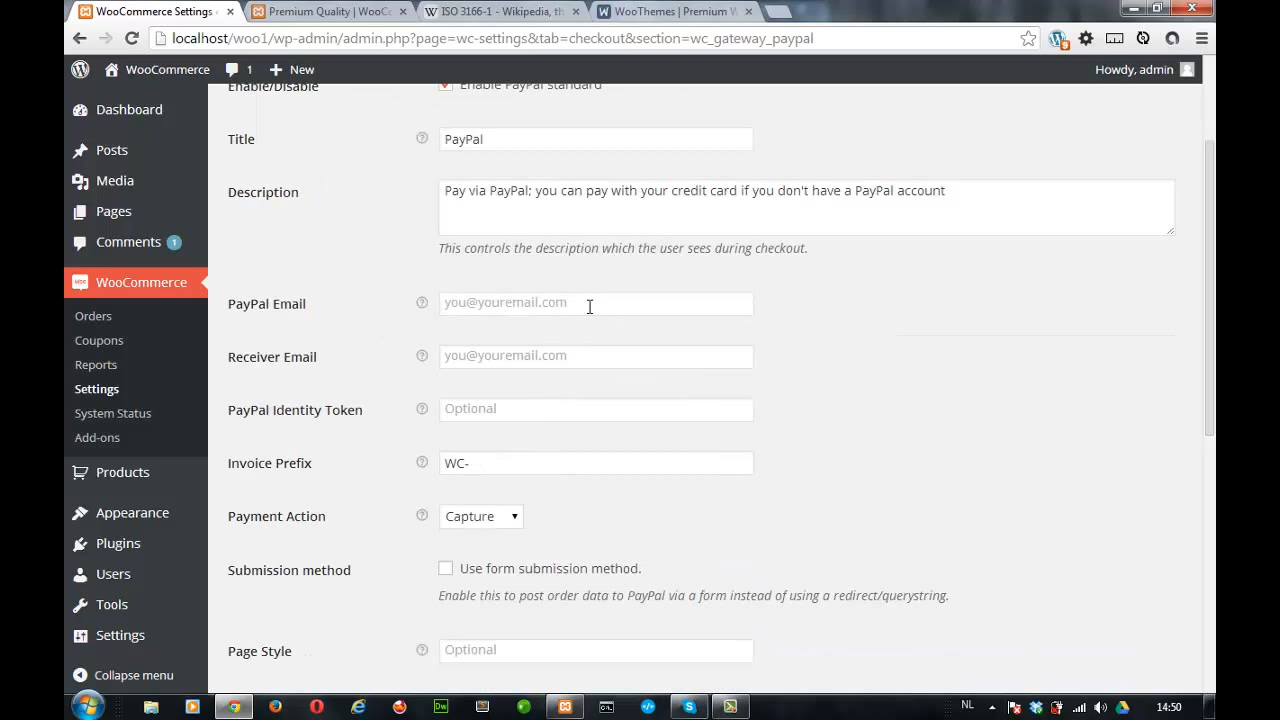 WooCommerce Settings
Premium Quality | WooCo
ISO 3166-1 - Wikipedia, th
WooThemes | Premium W
localhost/woo1/wp-admin/admin.php?page=wc-settings&tab=checkout&section=wc_gateway_paypal
9
WooCommerce
1
New
Howdy, admin
Dashboard
Posts
Media
Pages
Comments 1
WooCommerce
Orders
Coupons
Reports
Settings
System Status
Add-ons
Products
Appearance
Plugins
Users
Tools
Settings
Collapse menu
Enable/Disable
Enable PayPal standard
Title
PayPal
Description
Pay via PayPal; you can pay with your credit card if you don't have a PayPal account
This controls the description which the user sees during checkout.
PayPal Email
you@youremail.com
Receiver Email
you@youremail.com
PayPal Identity Token
Optional
Invoice Prefix
WC-
Payment Action
Capture
Submission method
Use form submission method.
Enable this to post order data to PayPal via a form instead of using a redirect/querystring.
Page Style
Optional
Dw
NL
14:50